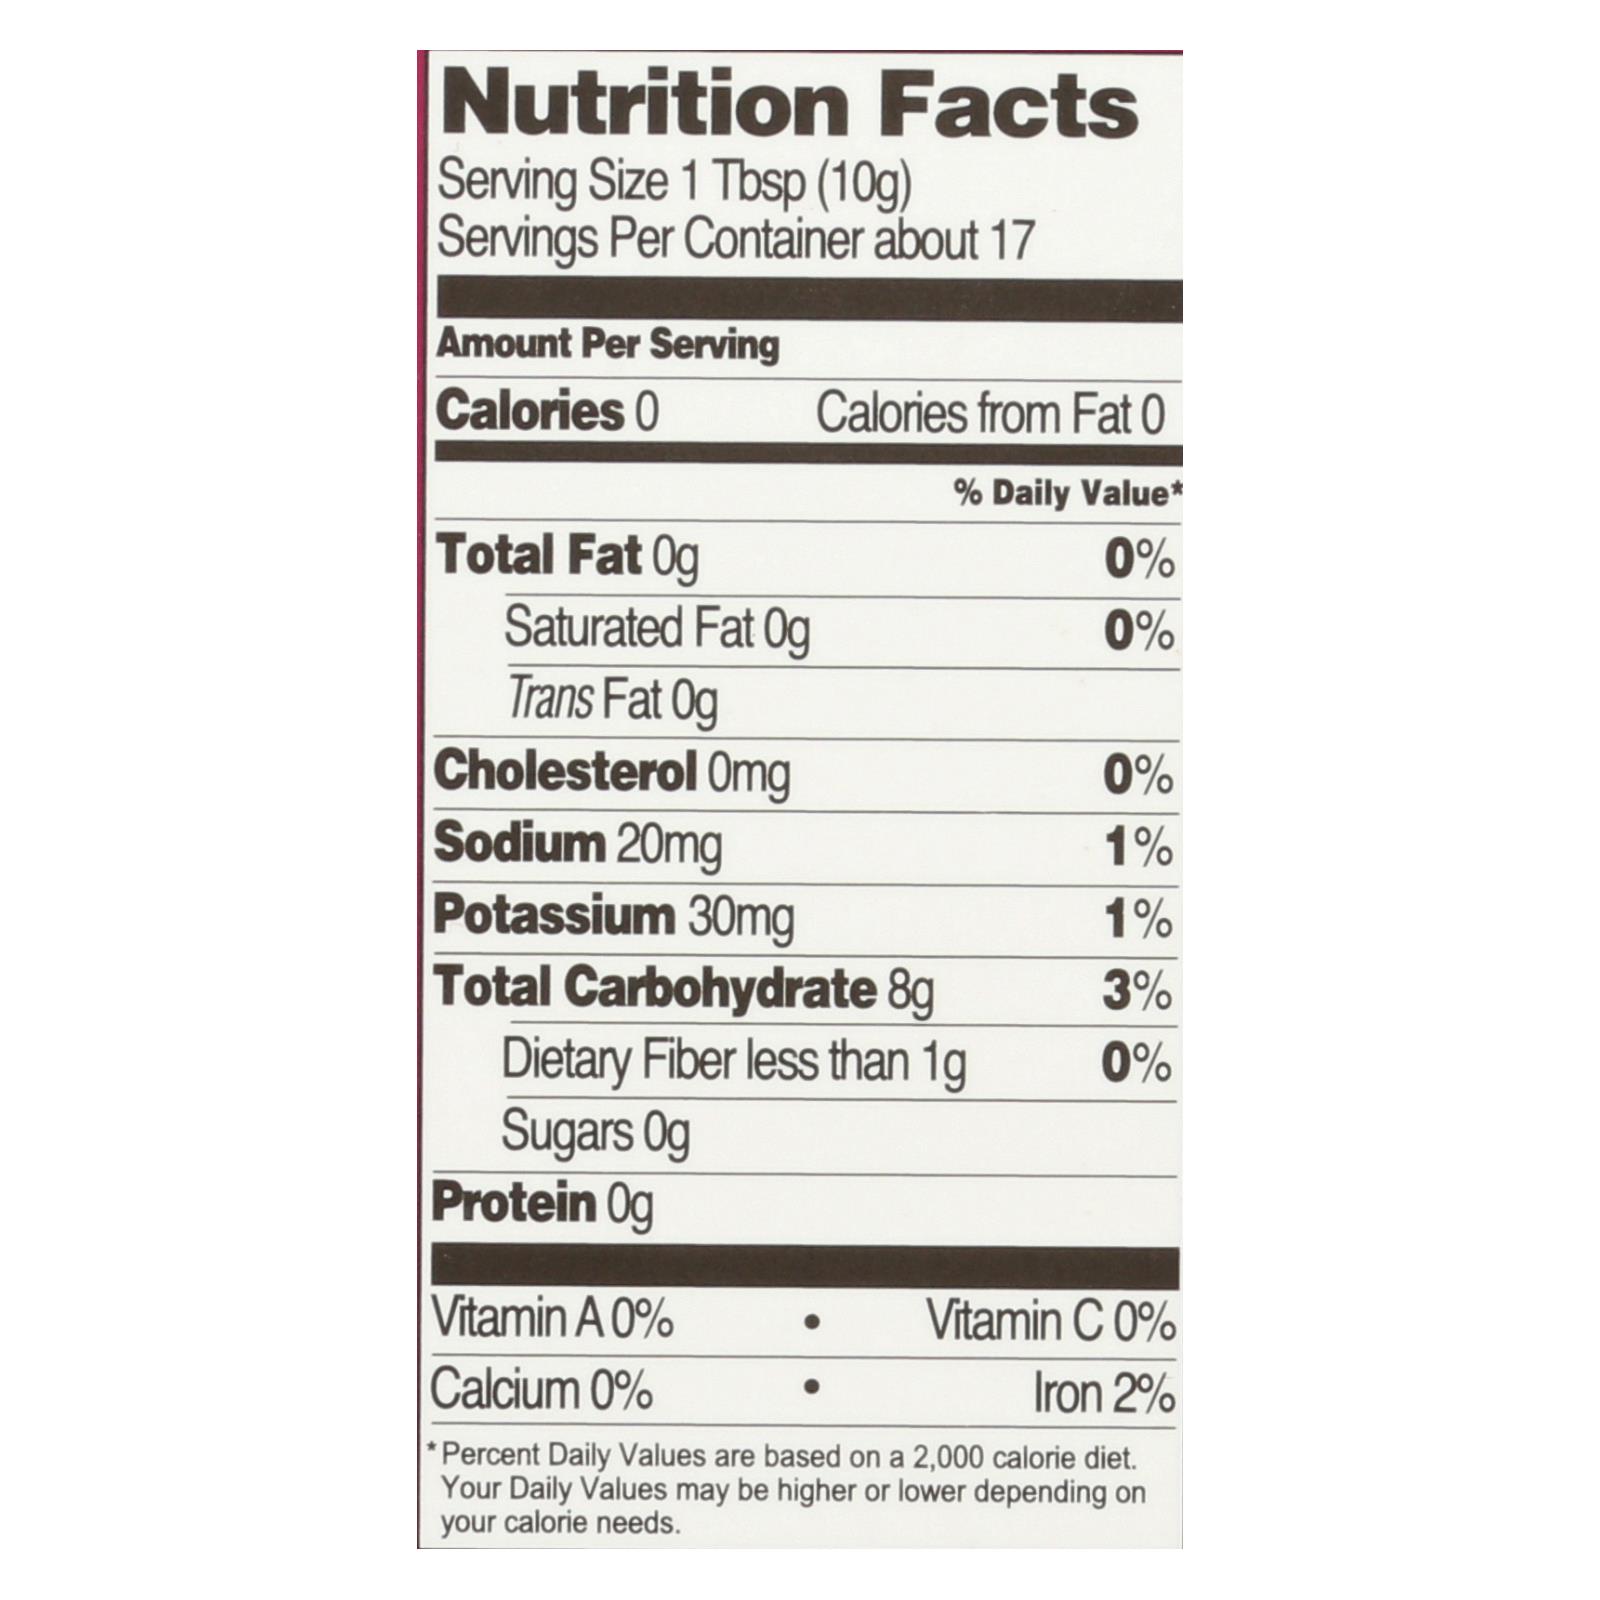 Nutrition Facts
Serving Size 1 Tbsp (10g)
Servings Per Container about 17
Amount Per Serving
Calories 0 Calories from Fat 0
% Daily Value*
Total Fat 0g 0%
Saturated Fat 0g 0%
Trans Fat 0g
Cholesterol 0mg 0%
Sodium 20mg 1%
Potassium 30mg 1%
Total Carbohydrate 8g 3%
Dietary Fiber less than 1g 0%
Sugars 0g
Protein 0g
Vitamin A 0% • Vitamin C 0%
Calcium 0% • Iron 2%
*Percent Daily Values are based on a 2,000 calorie diet.
Your Daily Values may be higher or lower depending on
your calorie needs.